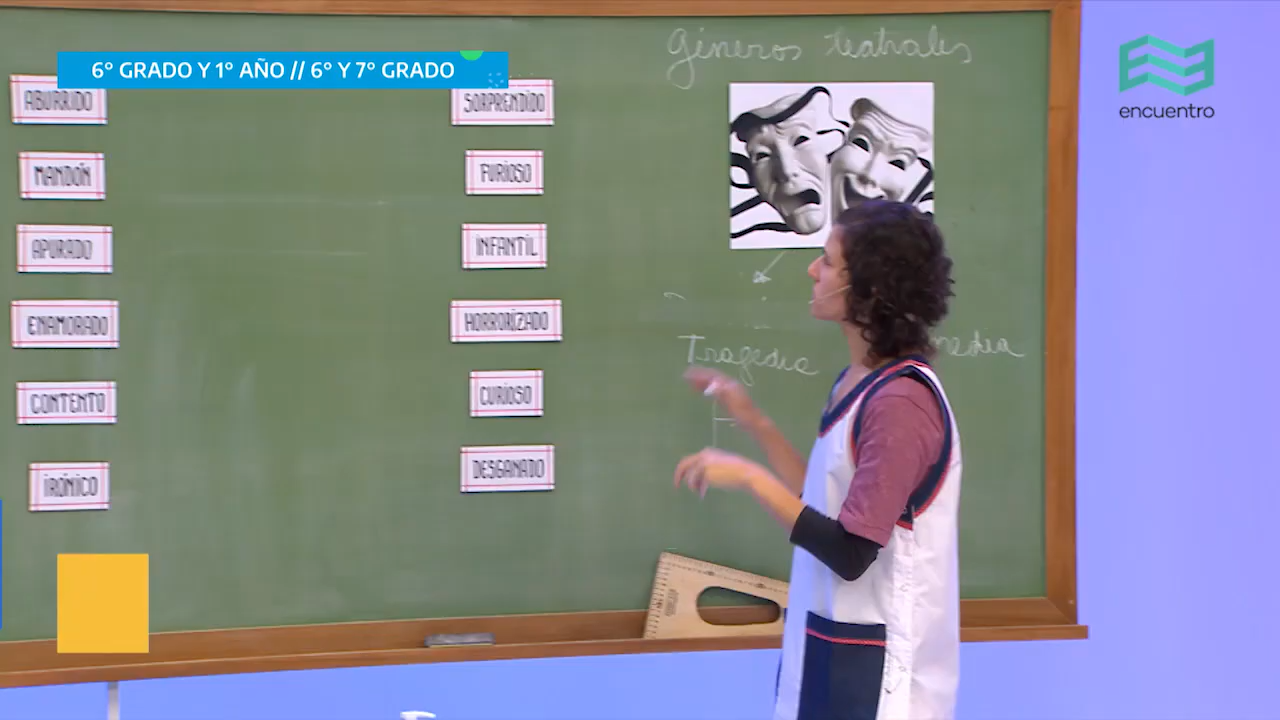 6° GRADO Y 1° AÑO // 6° Y 7° GRADO
encuentro
Géneros teatrales
ABURRIDO
MANDÓN
APURADO
ENAMORADO
CONTENTO
IRÓNICO
SORPRENDIDO
FURIOSO
INFANTIL
HORRORIZADO
CURIOSO
DESGANADO
Tragedia
media